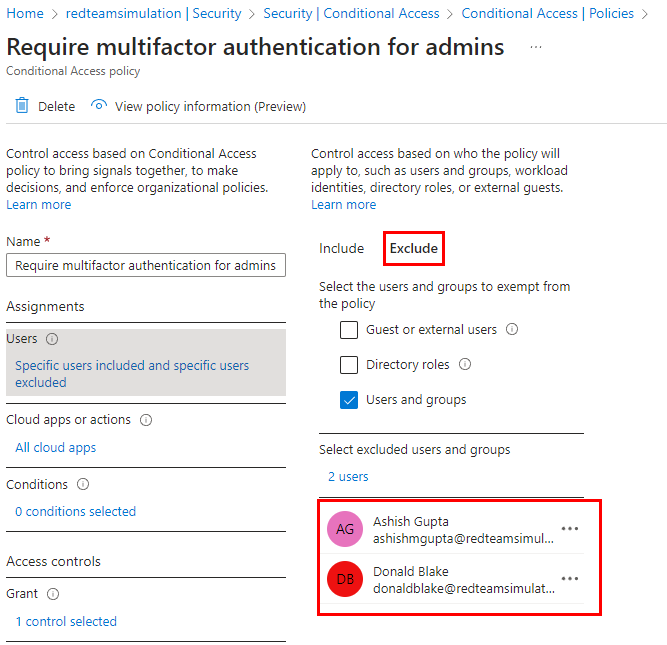 Home > redteamsimulation | Security > Security | Conditional Access > Conditional Access | Policies >
Require multifactor authentication for admins ...
Conditional Access policy
Delete View policy information (Preview)
Control access based on Conditional Access
policy to bring signals together, to make
decisions, and enforce organizational policies.
Learn more
Name *
Require multifactor authentication for admins
Assignments
Users
Specific users included and specific users
excluded
Cloud apps or actions
All cloud apps
Conditions
0 conditions selected
Access controls
Grant
1 control selected
Control access based on who the policy will
apply to, such as users and groups, workload
identities, directory roles, or external guests.
Learn more
Include Exclude
Select the users and groups to exempt from
the policy
Guest or external users
Directory roles
Users and groups
Select excluded users and groups
2 users
AG
Ashish Gupta
ashishmgupta@redteamsimul...
DB
Donald Blake
donaldblake@redteamsimulat...